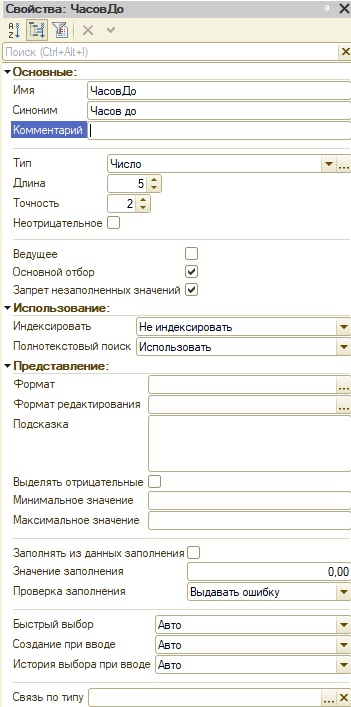 Свойства: ЧасовДо
Поиск (Ctrl+Alt+I)
Основные:
Имя ЧасовДо
Синоним Часов до
Комментарий
Тип Число
Длина 5
Точность 2
Неотрицательное
Ведущее
Основной отбор
Запрет незаполненных значений
Использование:
Индексировать Не индексировать
Полнотекстовый поиск Использовать
Представление:
Формат
Формат редактирования
Подсказка
Выделять отрицательные
Минимальное значение
Максимальное значение
Заполнять из данных заполнения
Значение заполнения 0,00
Проверка заполнения Выдавать ошибку
Быстрый выбор Авто
Создание при вводе Авто
История выбора при вводе Авто
Связь по типу